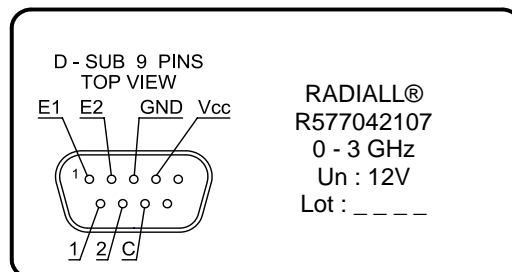 D - SUB 9 PINS
TOP VIEW
E1 E2 GND Vcc
1
1 2 C
RADIALL®
R577042107
0 - 3 GHz
Un : 12V
Lot : _ _ _ _